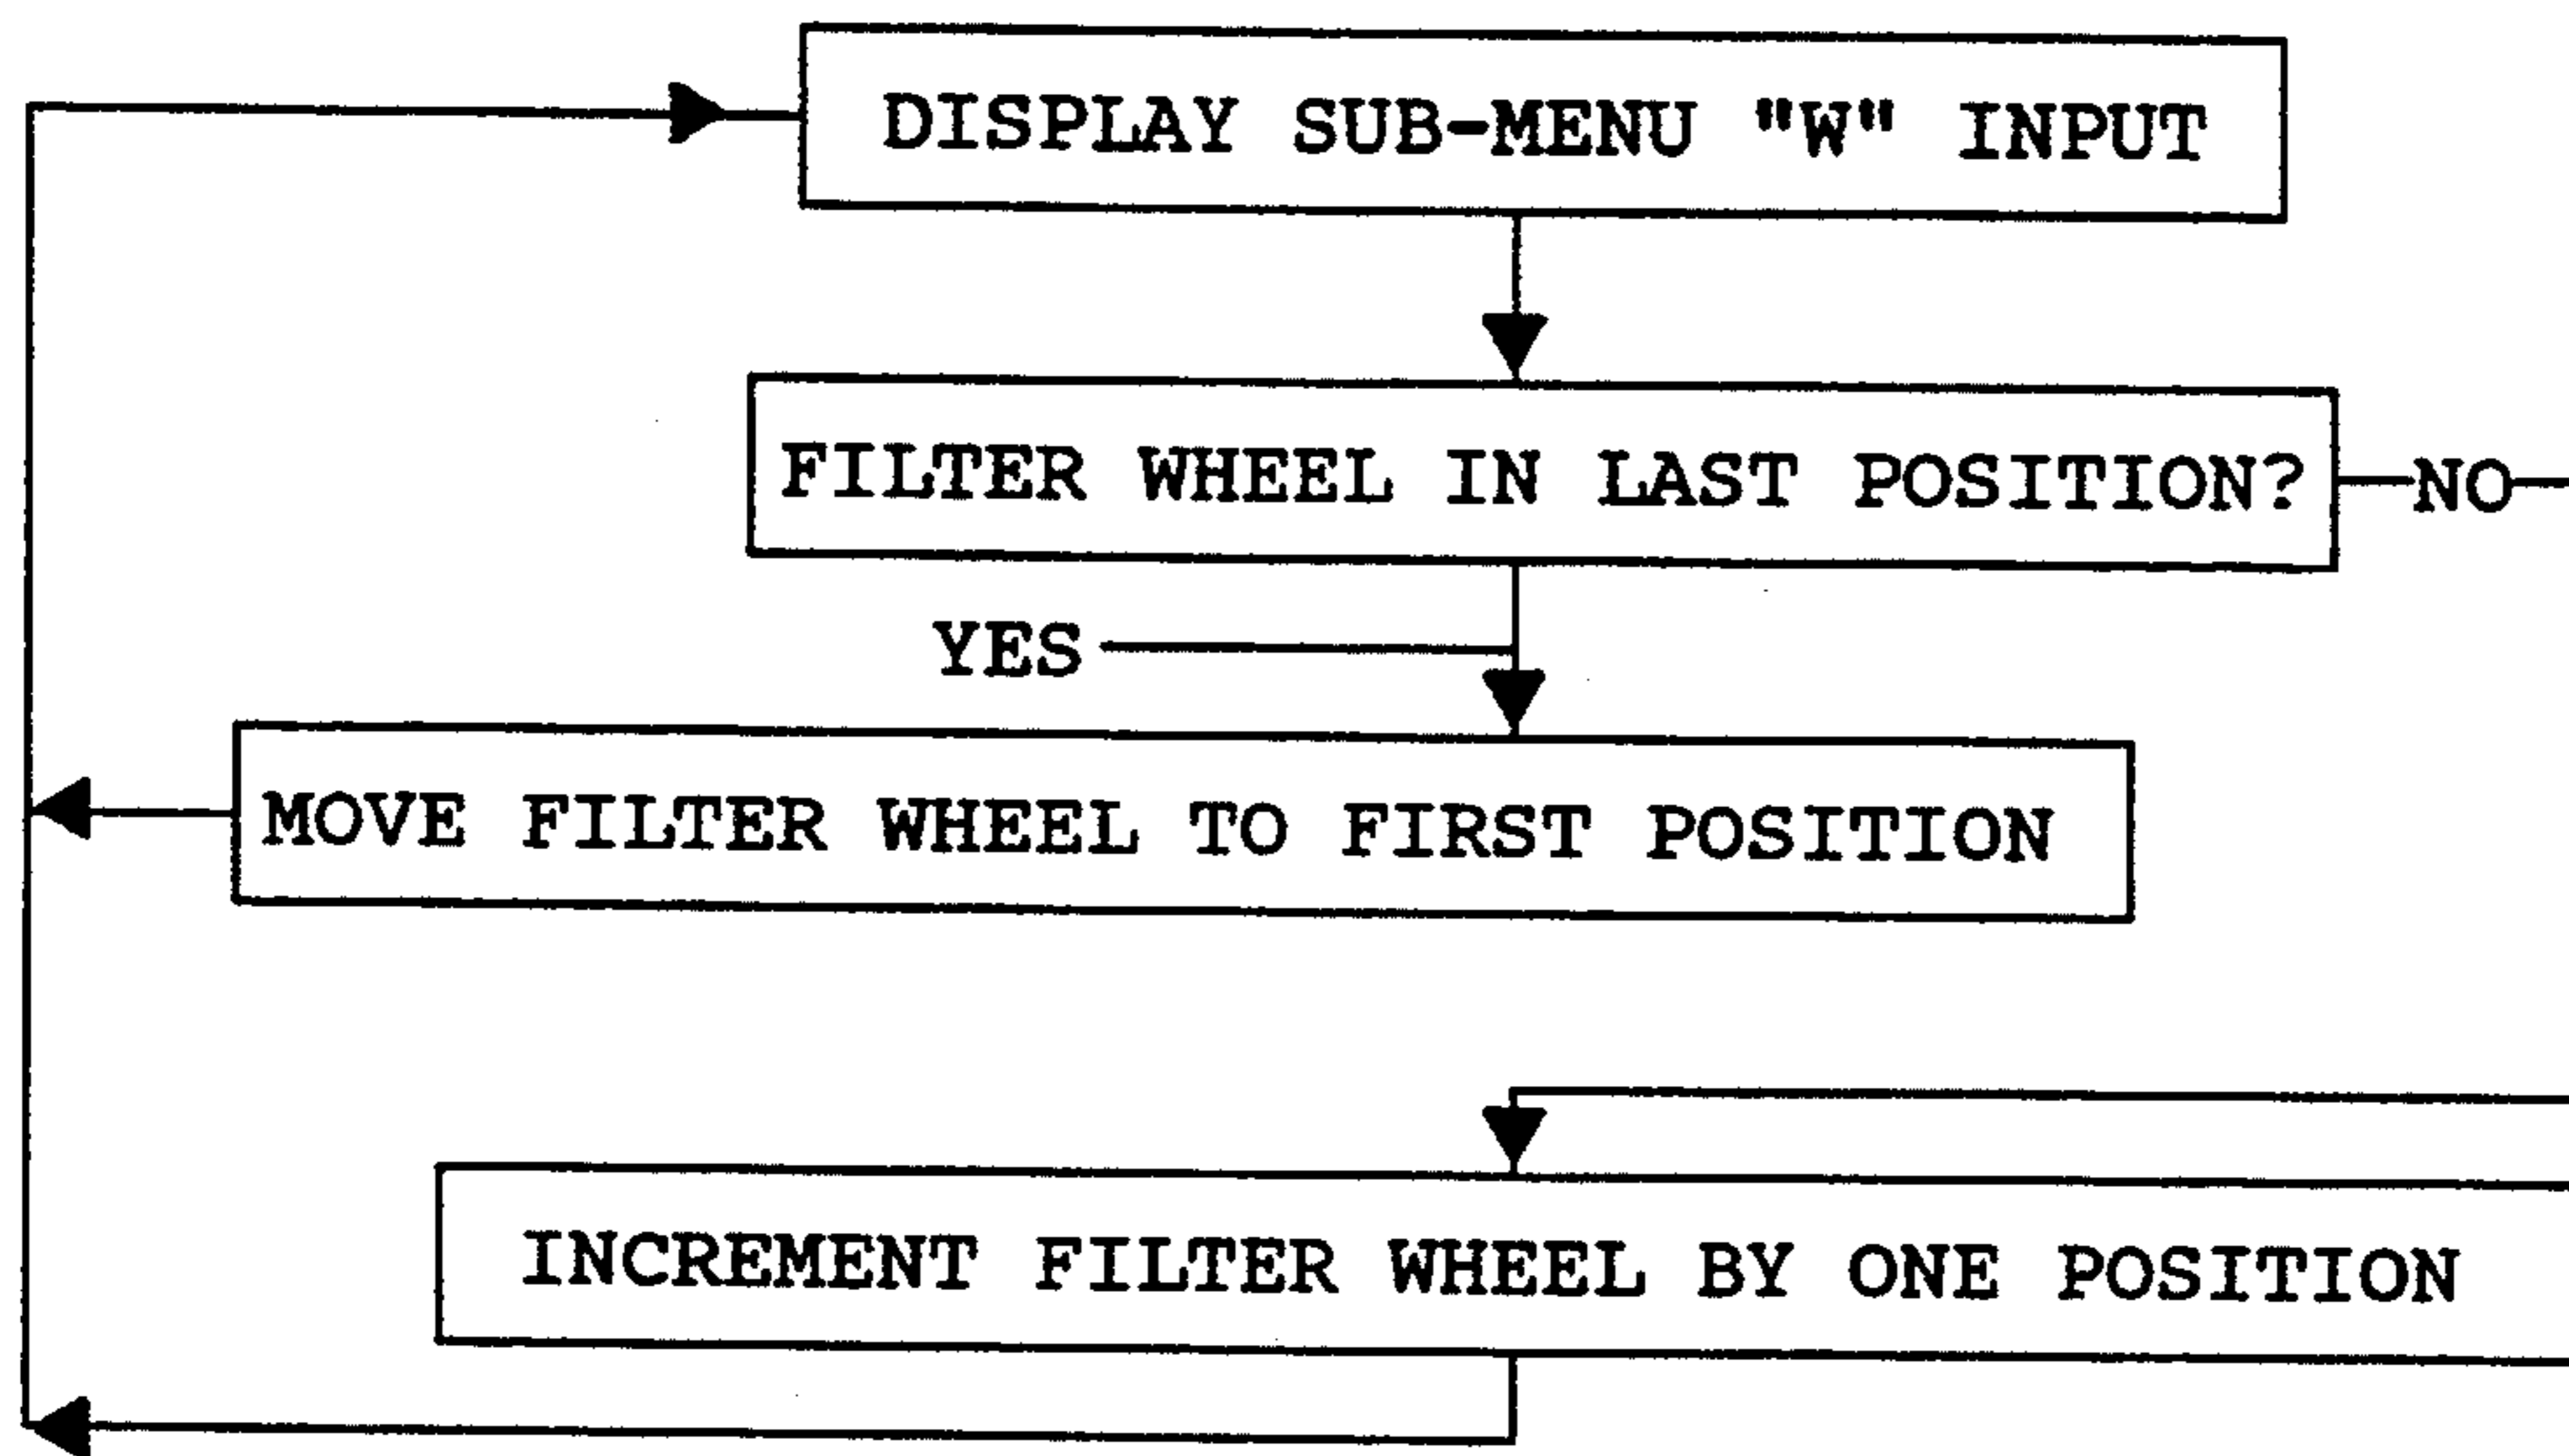 DISPLAY SUB-MENU "W" INPUT
FILTER WHEEL IN LAST POSITION?
NO
YES
MOVE FILTER WHEEL TO FIRST POSITION
INCREMENT FILTER WHEEL BY ONE POSITION